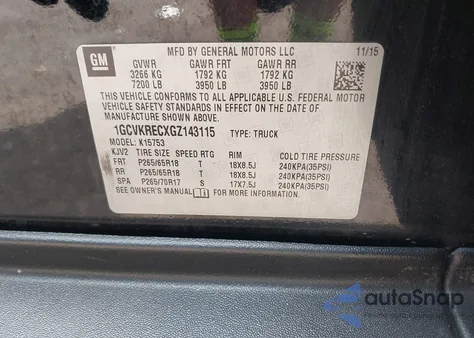 GM
MFD BY GENERAL MOTORS LLC 11/15
GVWR GAWR FRT GAWR RR
3266 KG 1792 KG 1792 KG
7200 LB 3950 LB 3950 LB
THIS VEHICLE CONFORMS TO ALL APPLICABLE U.S. FEDERAL MOTOR
VEHICLE SAFETY STANDARDS IN EFFECT ON THE DATE OF
MANUFACTURE SHOWN ABOVE.
1GCVKRECXGZ143115 TYPE: TRUCK
MODEL: K15753
KJV2 TIRE SIZE SPEED RTG RIM COLD TIRE PRESSURE
FRT P265/65R18 T 18X8.5J 240KPA(35PSI)
RR P265/65R18 T 18X8.5J 240KPA(35PSI)
SPA P265/70R17 S 17X7.5J 240KPA(35PSI)
SEE OWNER'S MANUAL i FOR MORE INFORMATION.
autoSnap